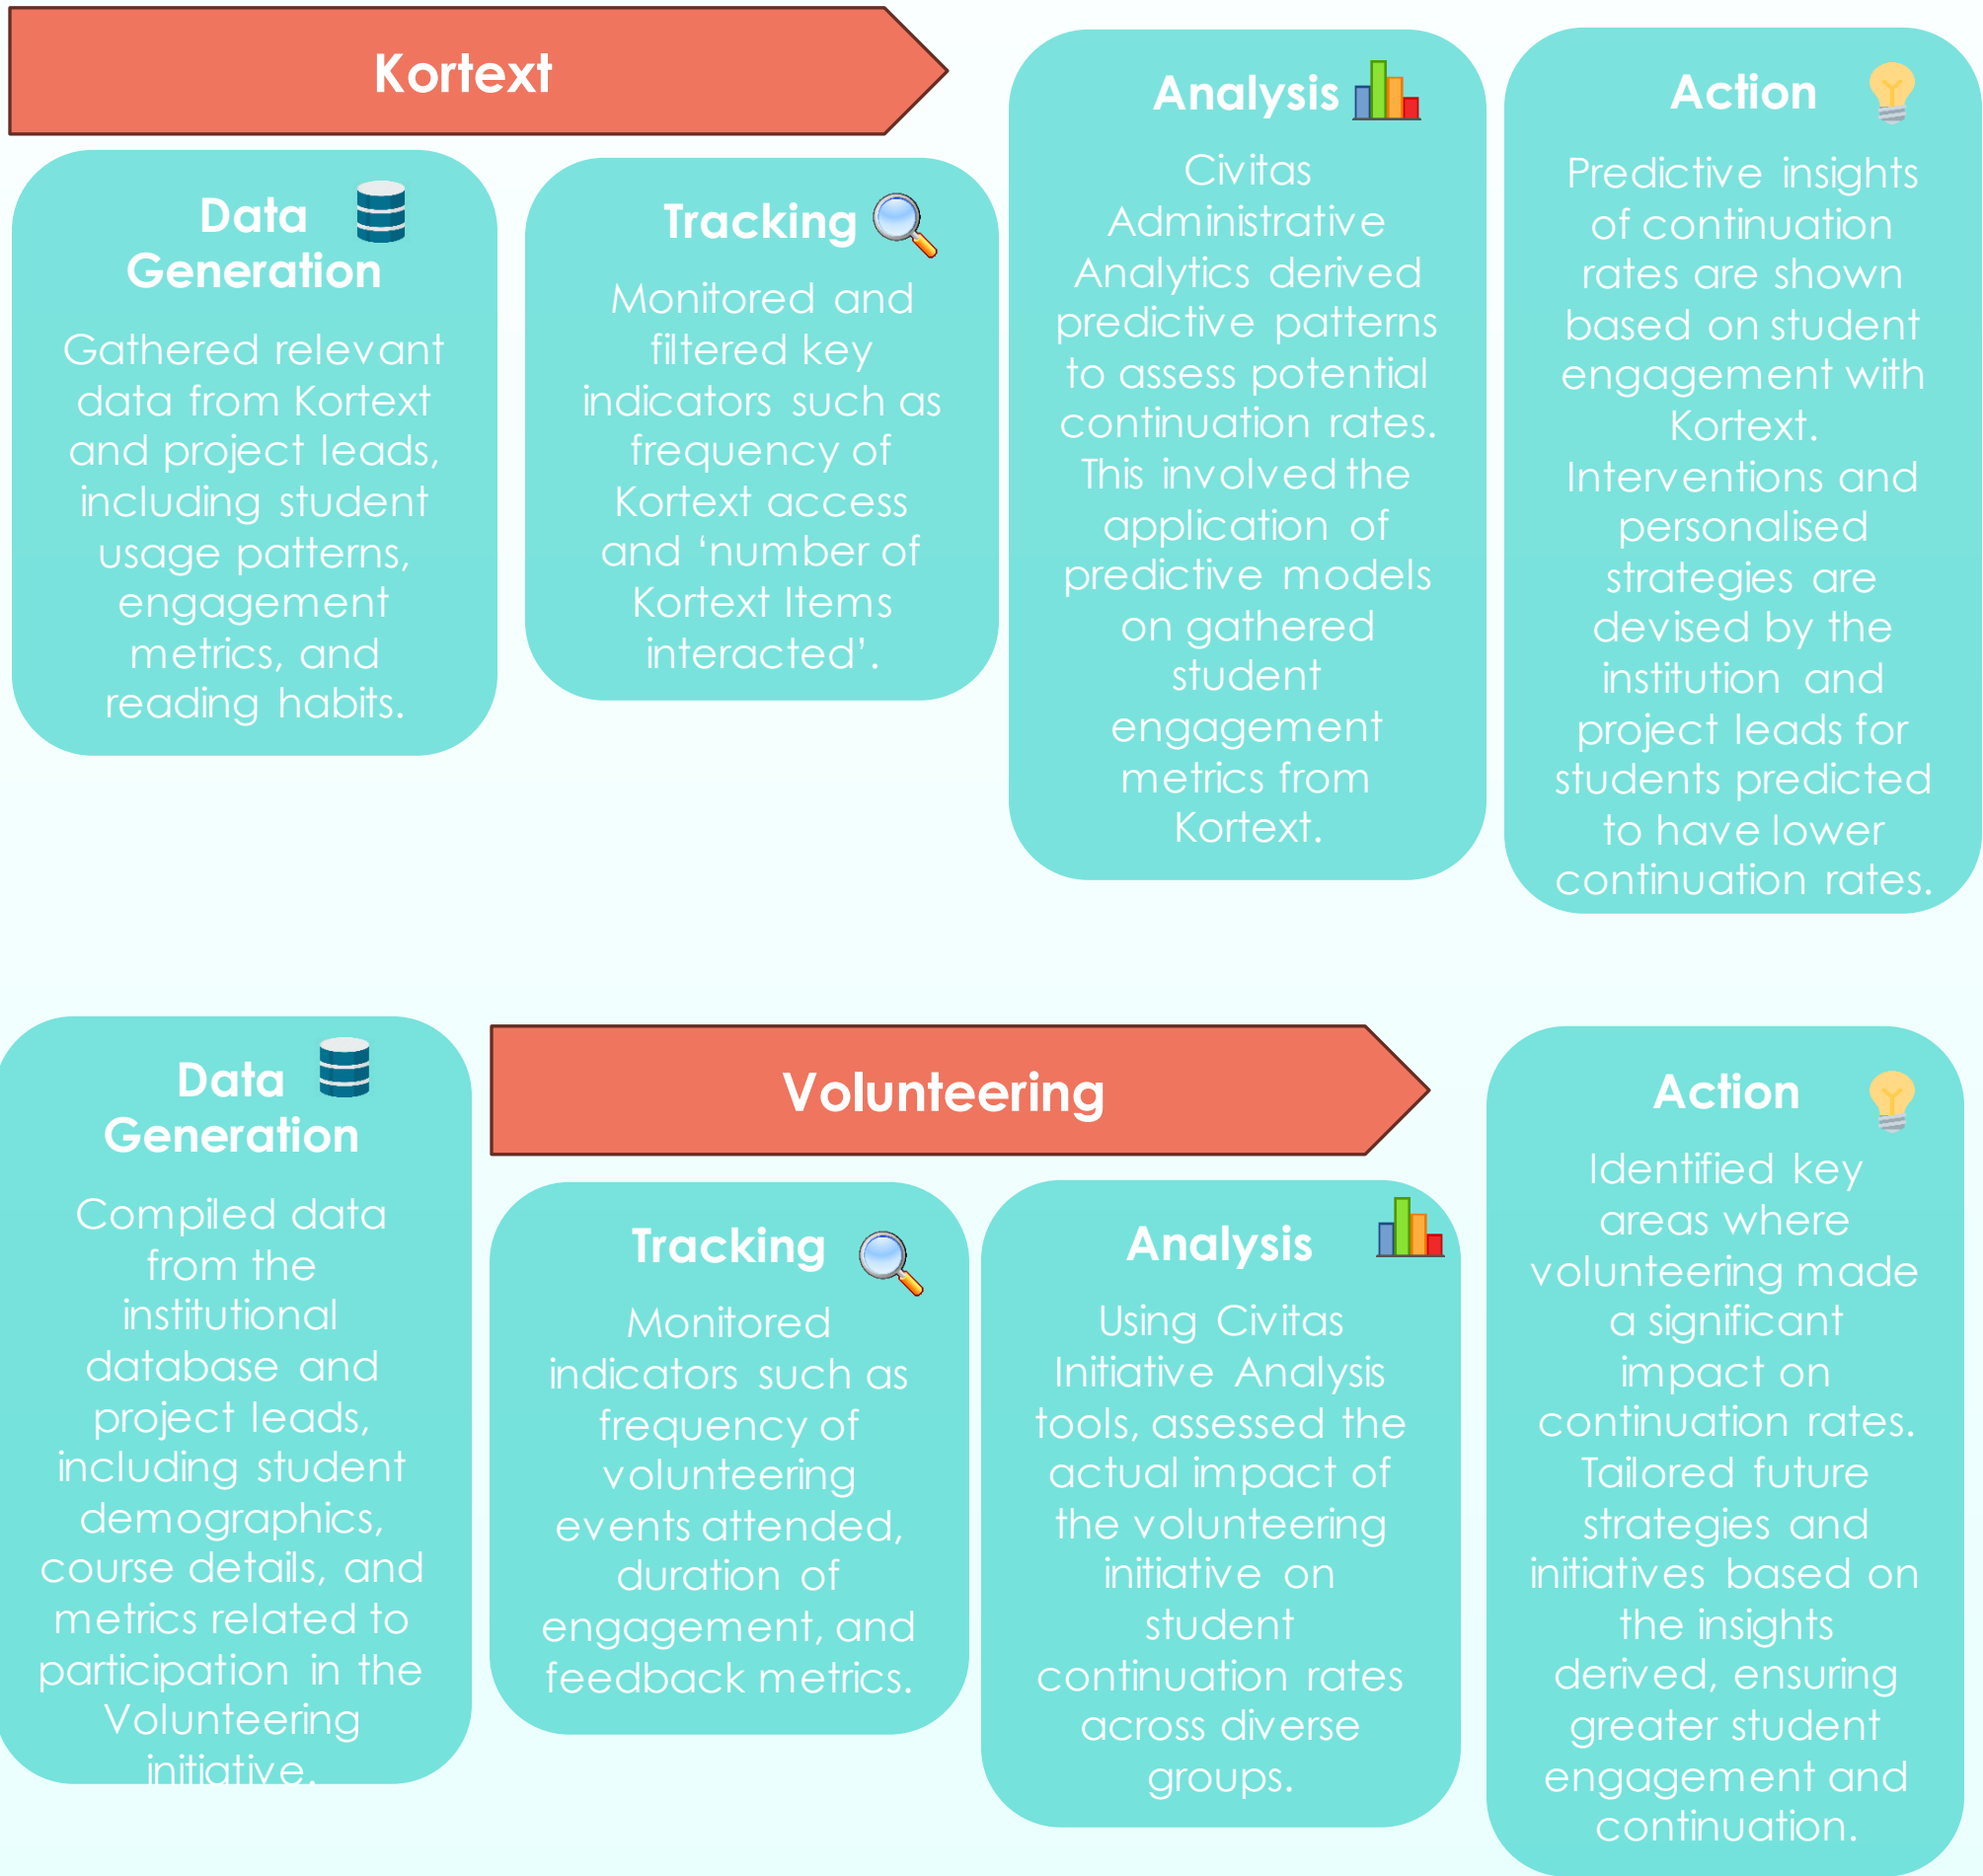 Kortext
Data
Generation
Gathered relevant
data from Kortext
and project leads,
including student
usage patterns,
engagement
metrics, and
reading habits.
Tracking
Monitored and
filtered key
indicators such as
frequency of
Kortext access
and ‘number of
Kortext Items
interacted’.
Analysis
Civitas
Administrative
Analytics derived
predictive patterns
to assess potential
continuation rates.
This involved the
application of
predictive models
on gathered
student
engagement
metrics from
Kortext.
Action
Predictive insights
of continuation
rates are shown
based on student
engagement with
Kortext.
Interventions and
personalised
strategies are
devised by the
institution and
project leads for
students predicted
to have lower
continuation rates.
Data
Generation
Compiled data
from the
institutional
database and
project leads,
including student
demographics,
course details, and
metrics related to
participation in the
Volunteering
initiative.
Volunteering
Tracking
Monitored
indicators such as
frequency of
volunteering
events attended,
duration of
engagement, and
feedback metrics.
Analysis
Using Civitas
Initiative Analysis
tools, assessed the
actual impact of
the volunteering
initiative on
student
continuation rates
across diverse
groups.
Action
Identified key
areas where
volunteering made
a significant
impact on
continuation rates.
Tailored future
strategies and
initiatives based on
the insights
derived, ensuring
greater student
engagement and
continuation.